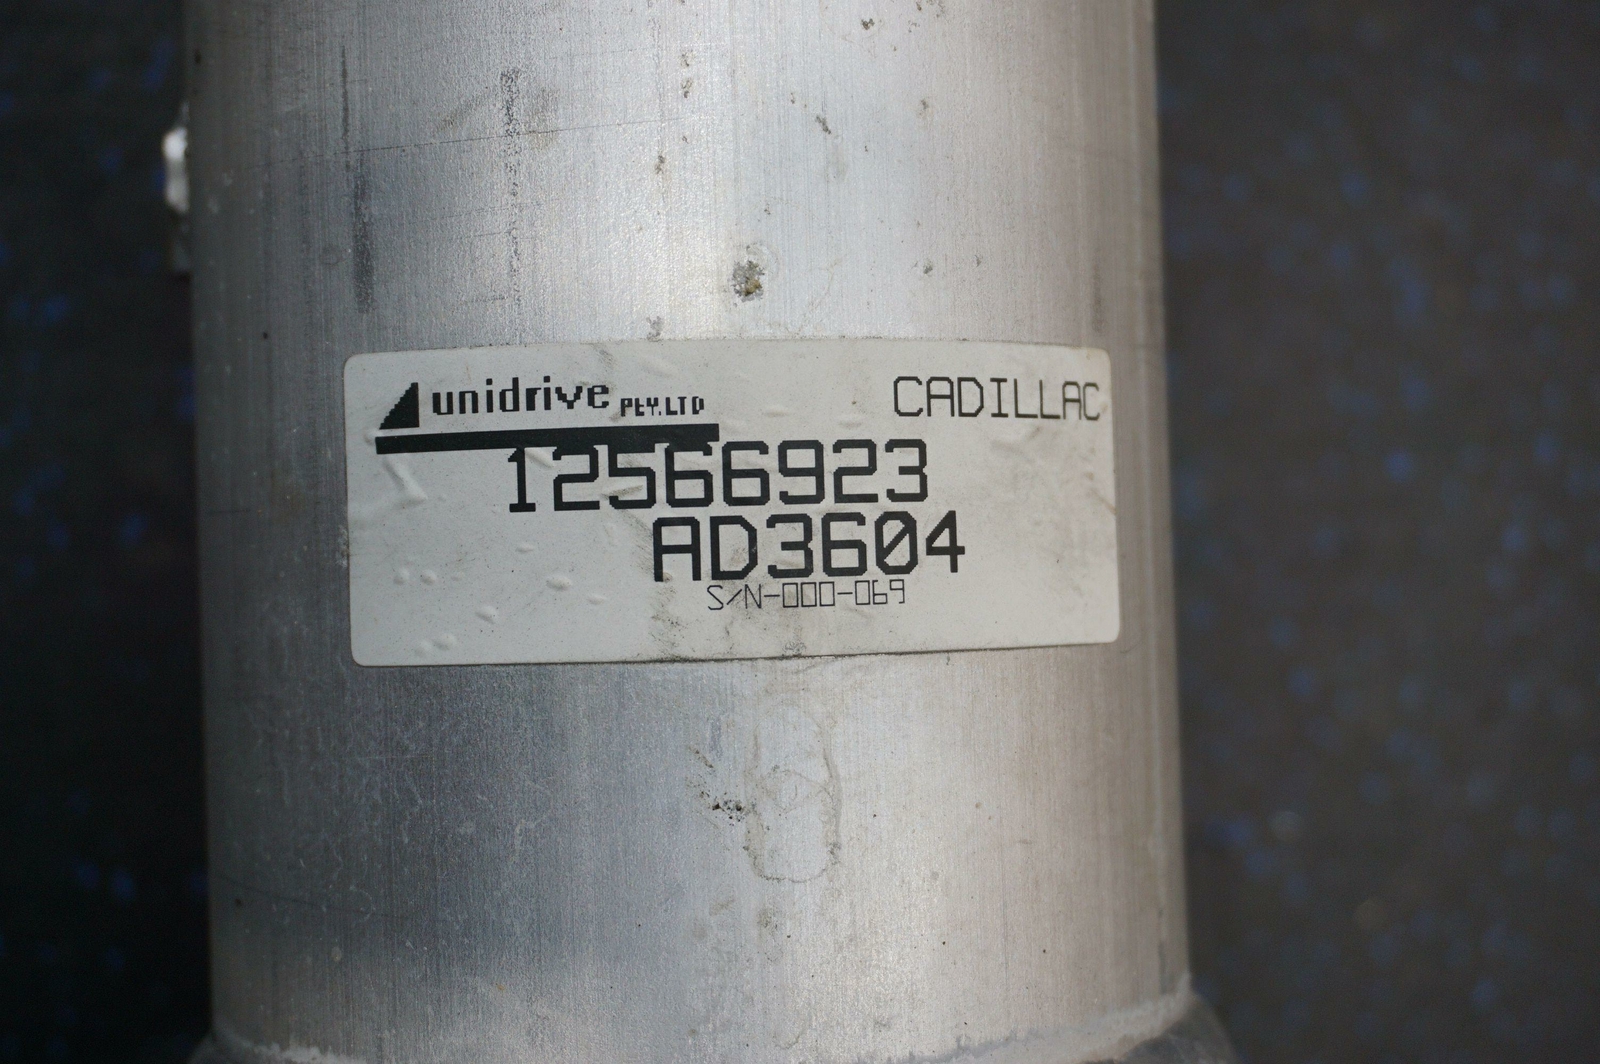 unidrive PtY.LTD
CADILLAC
12566923
AD3604
S/N-000-069